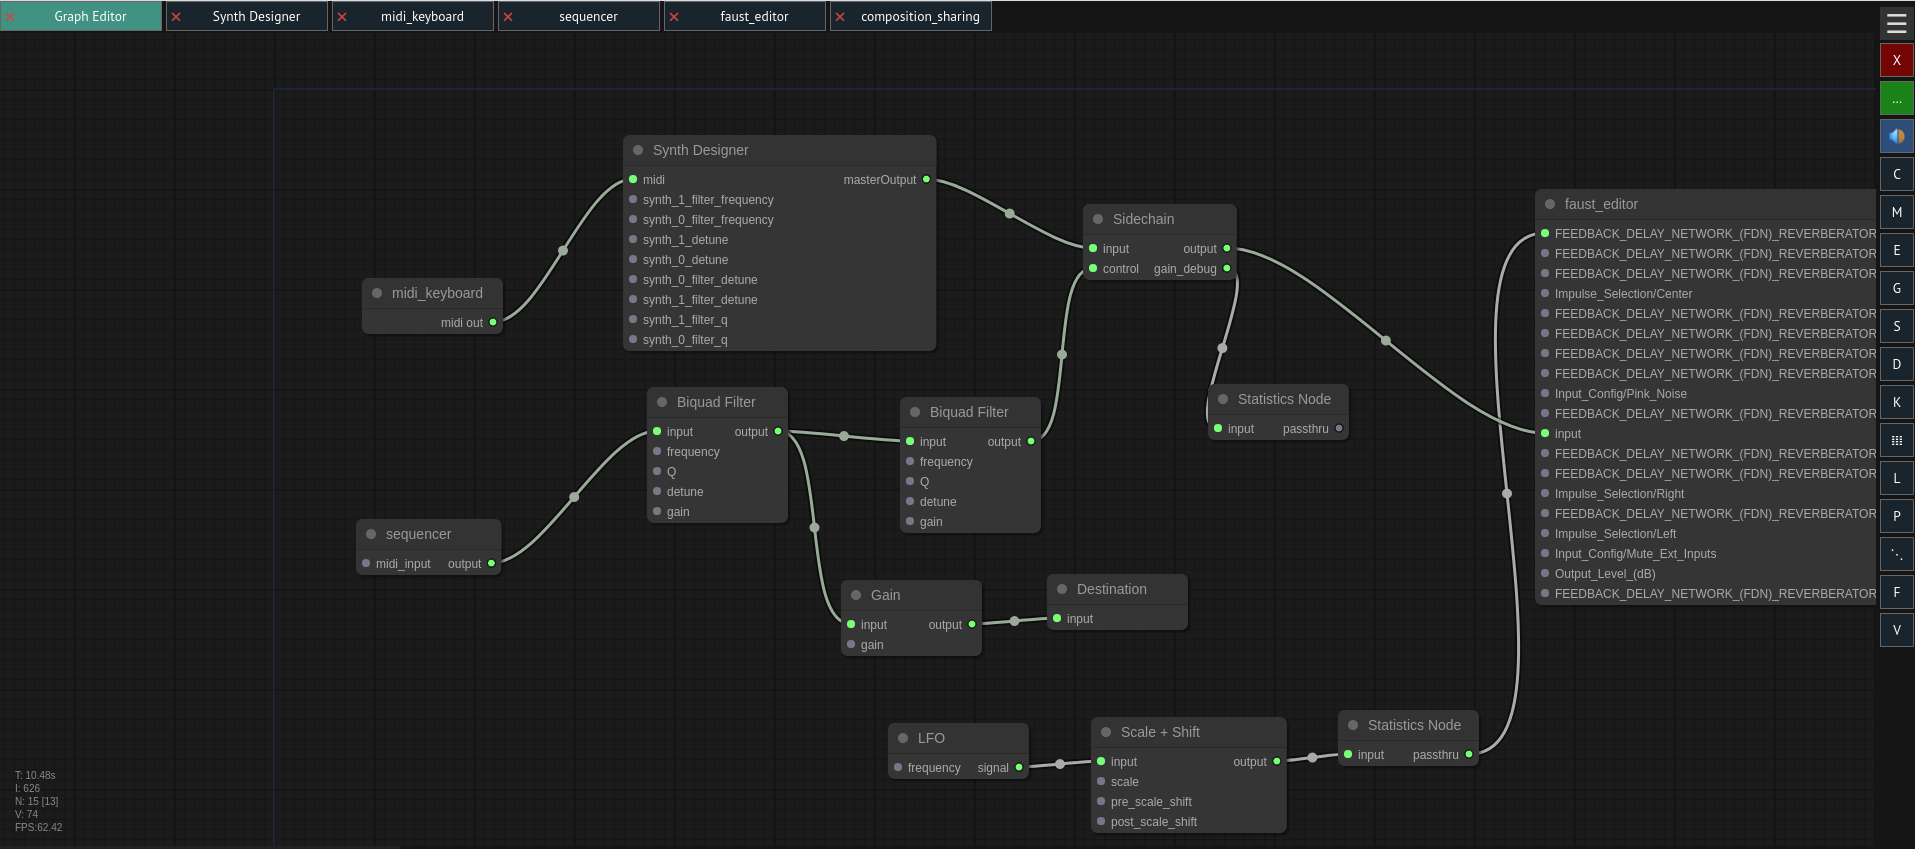 Graph Editor
Synth Designer
midi_keyboard
sequencer
faust_editor
composition_sharing
X
...
C
M
E
G
S
D
K
L
P
F
V
Synth Designer
midi masterOutput
synth_1_filter_frequency
synth_0_filter_frequency
synth_1_detune
synth_0_detune
synth_0_filter_detune
synth_1_filter_detune
synth_1_filter_q
synth_0_filter_q
midi_keyboard
midi out
Sidechain
input output
control gain_debug
faust_editor
FEEDBACK_DELAY_NETWORK_(FDN)_REVERBERATOR
FEEDBACK_DELAY_NETWORK_(FDN)_REVERBERATOR
FEEDBACK_DELAY_NETWORK_(FDN)_REVERBERATOR
Impulse_Selection/Center
FEEDBACK_DELAY_NETWORK_(FDN)_REVERBERATOR
FEEDBACK_DELAY_NETWORK_(FDN)_REVERBERATOR
FEEDBACK_DELAY_NETWORK_(FDN)_REVERBERATOR
FEEDBACK_DELAY_NETWORK_(FDN)_REVERBERATOR
Input_Config/Pink_Noise
FEEDBACK_DELAY_NETWORK_(FDN)_REVERBERATOR
input
FEEDBACK_DELAY_NETWORK_(FDN)_REVERBERATOR
FEEDBACK_DELAY_NETWORK_(FDN)_REVERBERATOR
Impulse_Selection/Right
FEEDBACK_DELAY_NETWORK_(FDN)_REVERBERATOR
Impulse_Selection/Left
Input_Config/Mute_Ext_Inputs
Output_Level_(dB)
FEEDBACK_DELAY_NETWORK_(FDN)_REVERBERATOR
Biquad Filter
input output
frequency
Q
detune
gain
Biquad Filter
input output
frequency
Q
detune
gain
Statistics Node
input passthru
sequencer
midi_input output
Gain
input output
gain
Destination
input
LFO
frequency signal
Scale + Shift
input output
scale
pre_scale_shift
post_scale_shift
Statistics Node
input passthru
T: 10.48s
I: 626
N: 15 [13]
V: 74
FPS:62.42